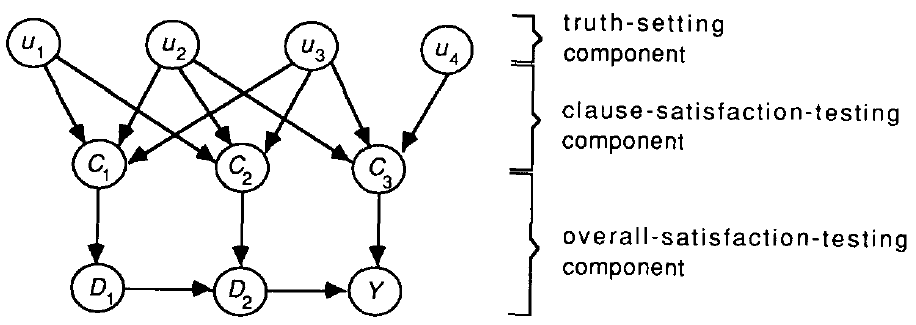 u1 u2 u3 u4
truth-setting
component
clause-satisfaction-testing
component
C1 C2 C3
overall-satisfaction-testing
component
D1 D2 Y